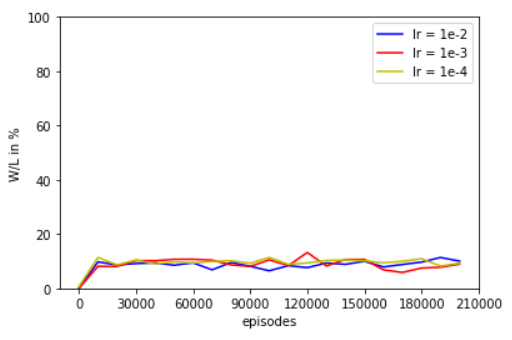 100
80
60
40
20
0
W/L in %
lr = 1e-2
lr = 1e-3
lr = 1e-4
0 30000 60000 90000 120000 150000 180000 210000
episodes